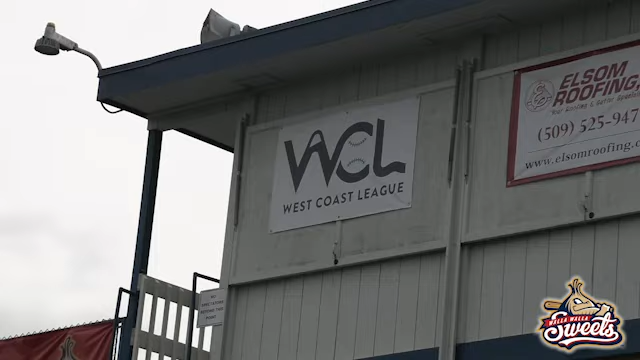 WCL
WEST COAST LEAGUE
ELSOM
ROOFING,
(509) 525-947
www.elsomroofing.c
WALLA WALLA
Sweets